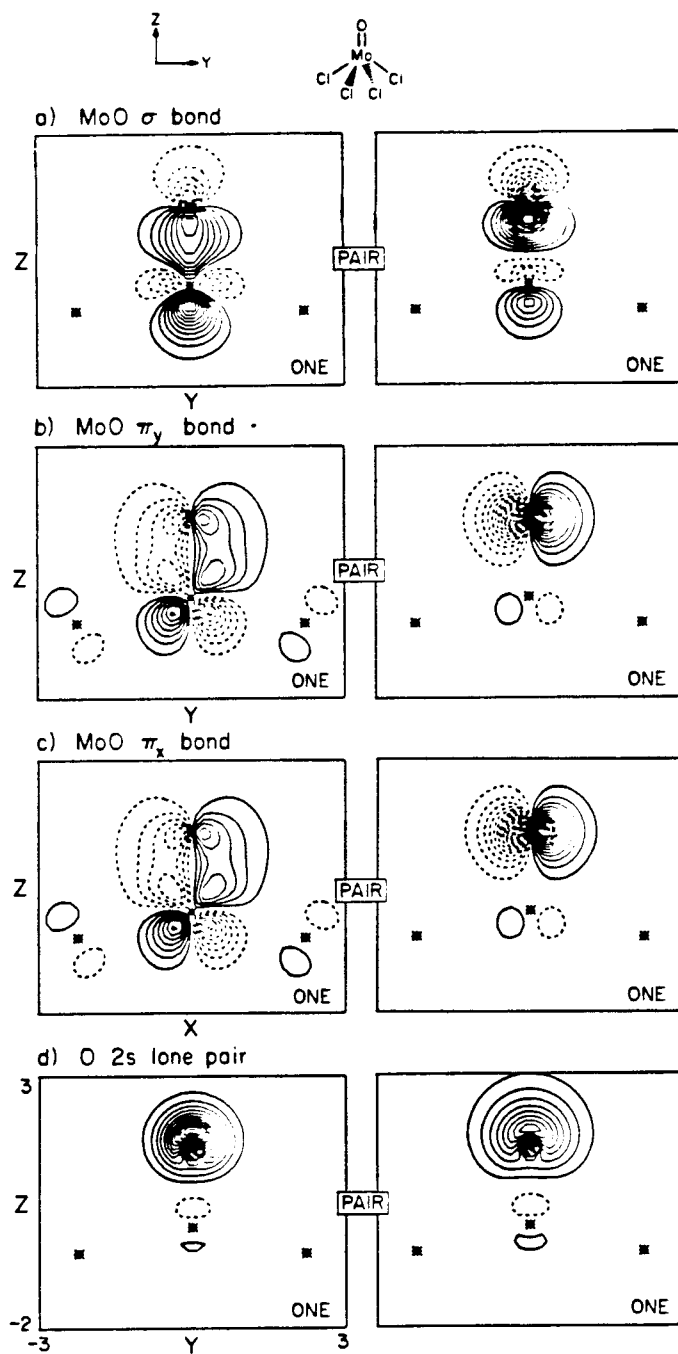 Z
Y
O
Mo
Cl Cl Cl Cl
a) MoO σ bond
Z
PAIR
ONE
ONE
Y
b) MoO πy bond
Z
PAIR
ONE
ONE
Y
c) MoO πx bond
Z
PAIR
ONE
ONE
X
d) O 2s lone pair
3
Z
PAIR
ONE
ONE
-2
-3
Y
3